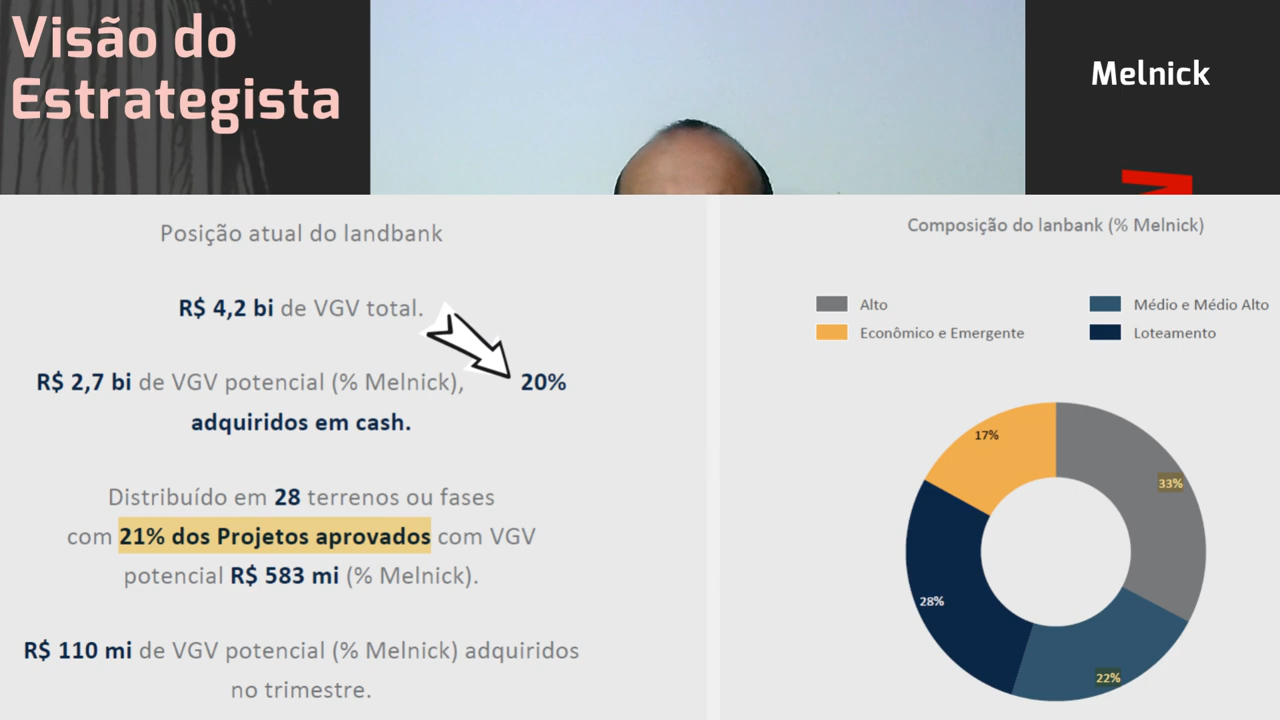 Visão do
Estrategista
Melnick
Posição atual do landbank
R$ 4,2 bi de VGV total.
R$ 2,7 bi de VGV potencial (% Melnick), 20%
adquiridos em cash.
Distribuído em 28 terrenos ou fases
com 21% dos Projetos aprovados com VGV
potencial R$ 583 mi (% Melnick).
R$ 110 mi de VGV potencial (% Melnick) adquiridos
no trimestre.
Composição do lanbank (% Melnick)
Alto
Médio e Médio Alto
Econômico e Emergente
Loteamento
17%
33%
28%
22%